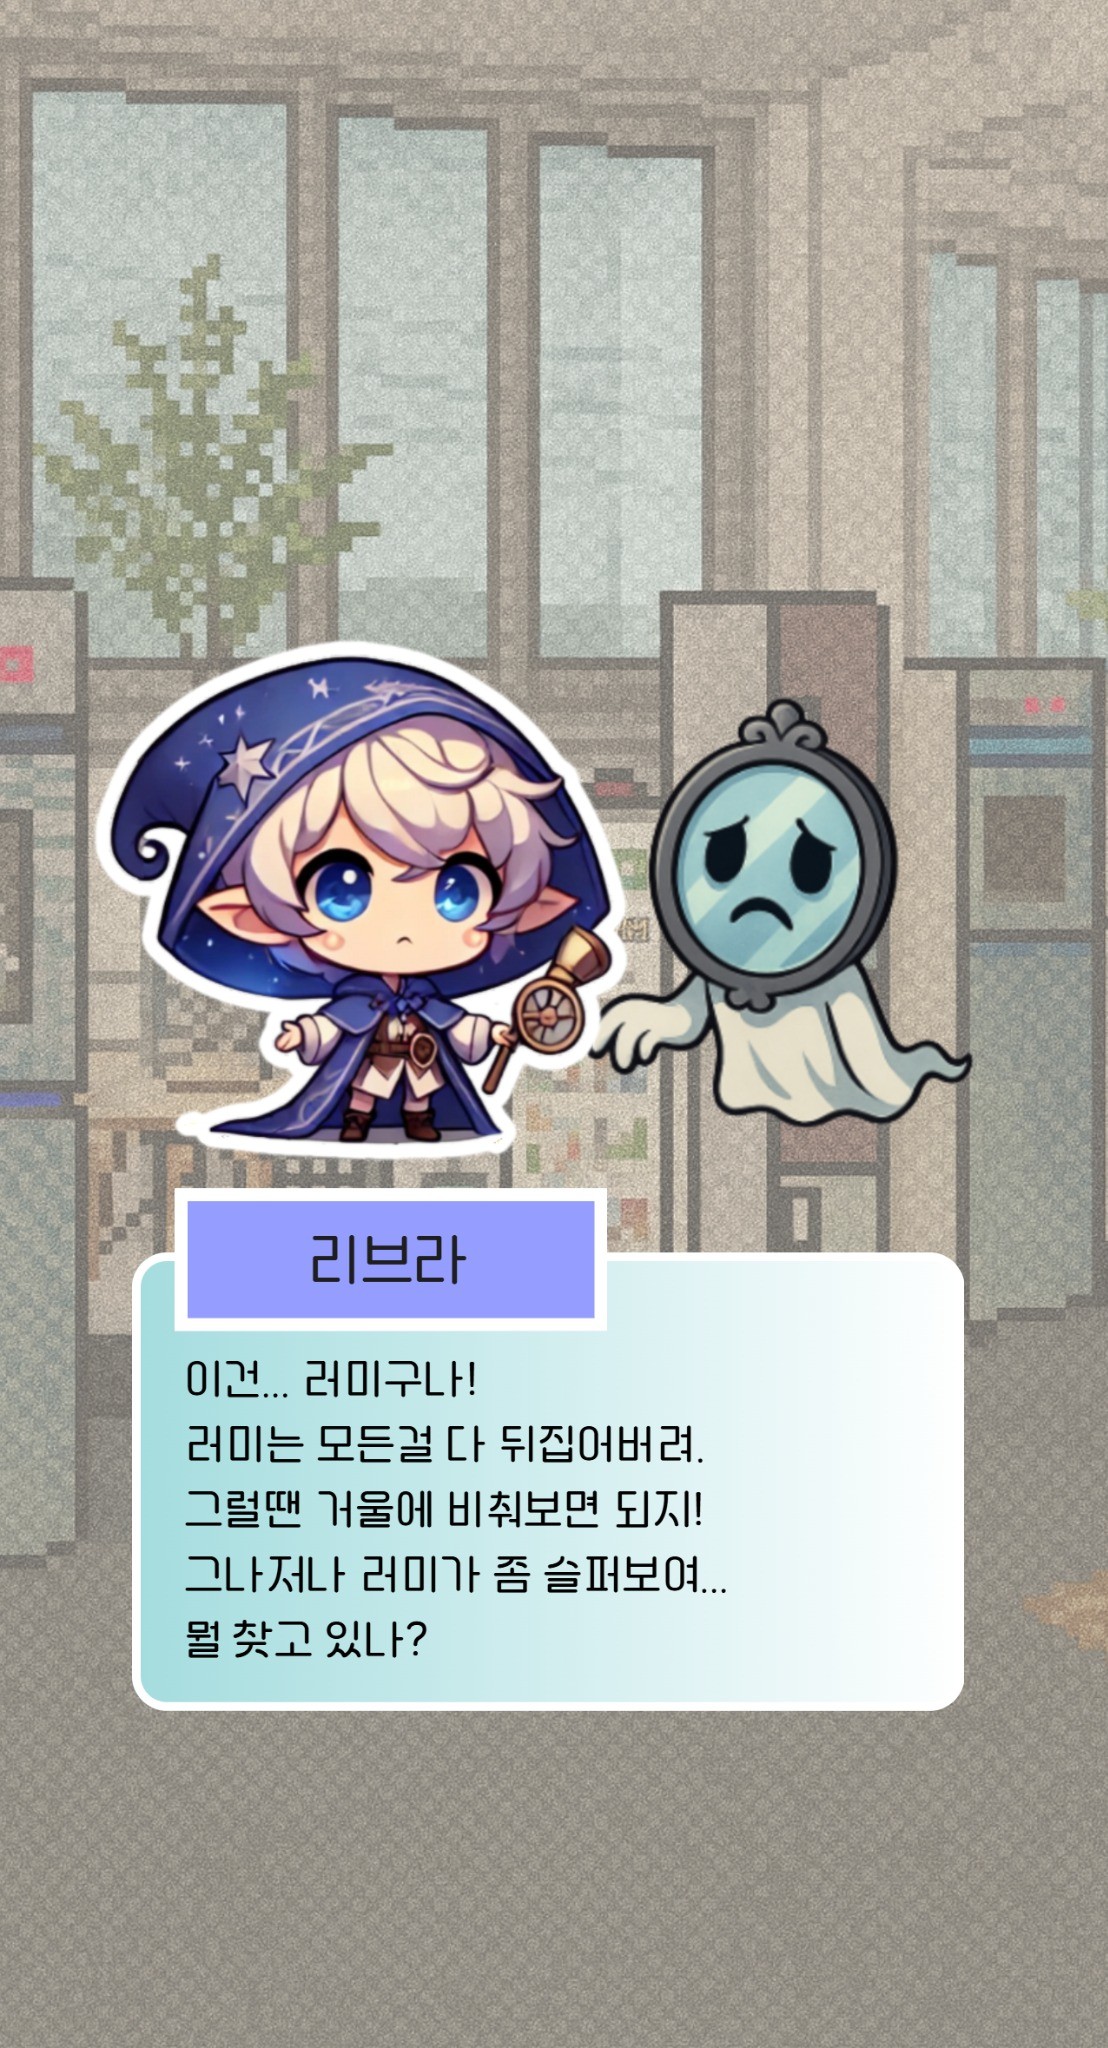 리브라
이건... 러미구나!
러미는 모든걸 다 뒤집어버려.
그럴땐 거울에 비춰보면 되지!
그나저나 러미가 좀 슬퍼보여...
뭘 찾고 있나?